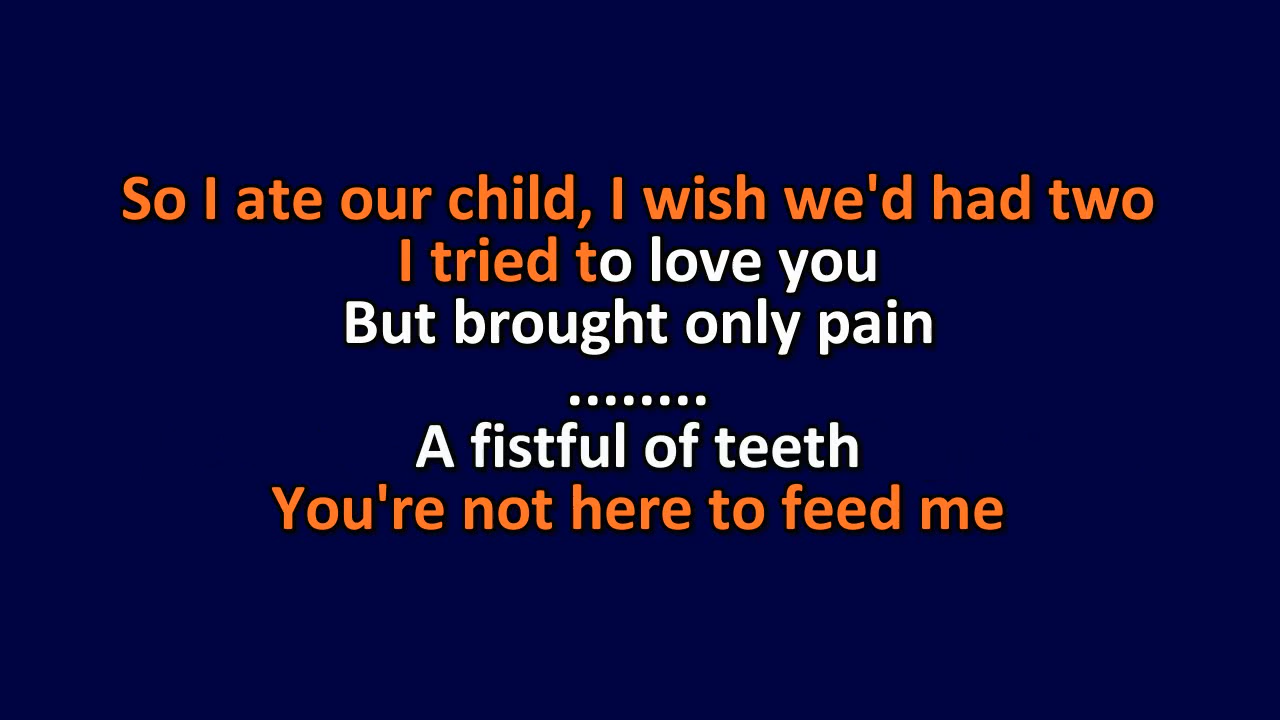 So I ate our child, I wish we'd had two
I tried to love you
But brought only pain
........
A fistful of teeth
You're not here to feed me